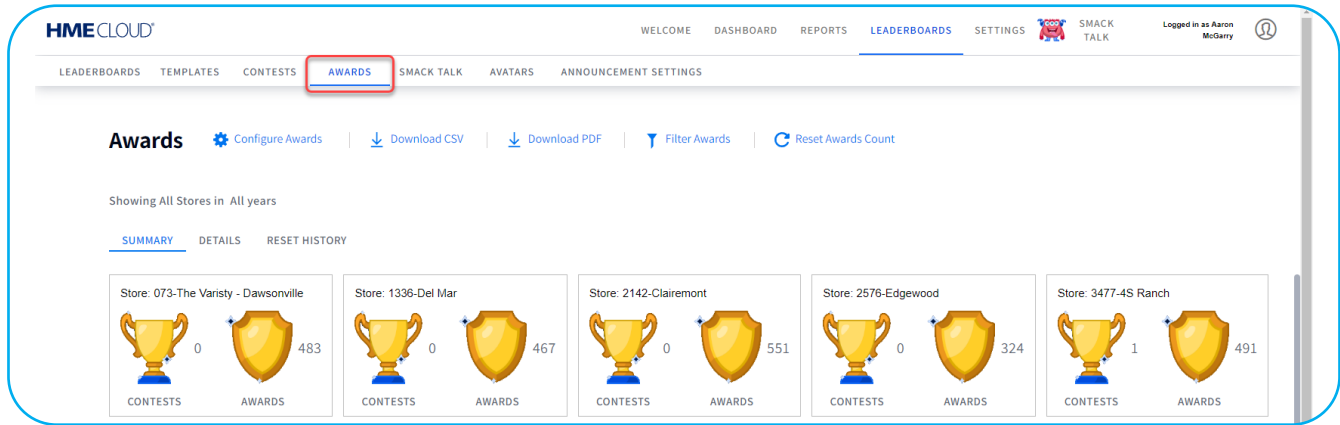 HME CLOUD®
WELCOME DASHBOARD REPORTS LEADERBOARDS SETTINGS SMACK TALK Logged in as Aaron McGarry
LEADERBOARDS TEMPLATES CONTESTS AWARDS SMACK TALK AVATARS ANNOUNCEMENT SETTINGS
Awards Configure Awards Download CSV Download PDF Filter Awards Reset Awards Count
Showing All Stores in All years
SUMMARY DETAILS RESET HISTORY
Store: 073-The Varisty - Dawsonville
0 483
CONTESTS AWARDS
Store: 1336-Del Mar
0 467
CONTESTS AWARDS
Store: 2142-Clairemont
0 551
CONTESTS AWARDS
Store: 2576-Edgewood
0 324
CONTESTS AWARDS
Store: 3477-4S Ranch
1 491
CONTESTS AWARDS